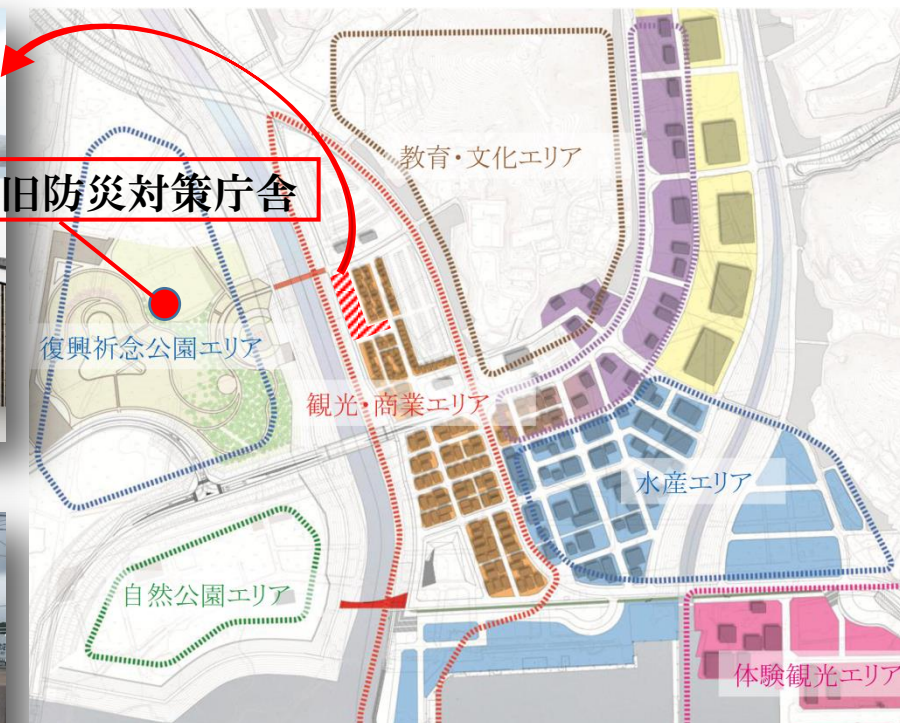 教育・文化エリア
旧防災対策庁舎
復興祈念公園エリア
観光・商業エリア
水産エリア
自然公園エリア
体験観光エリア